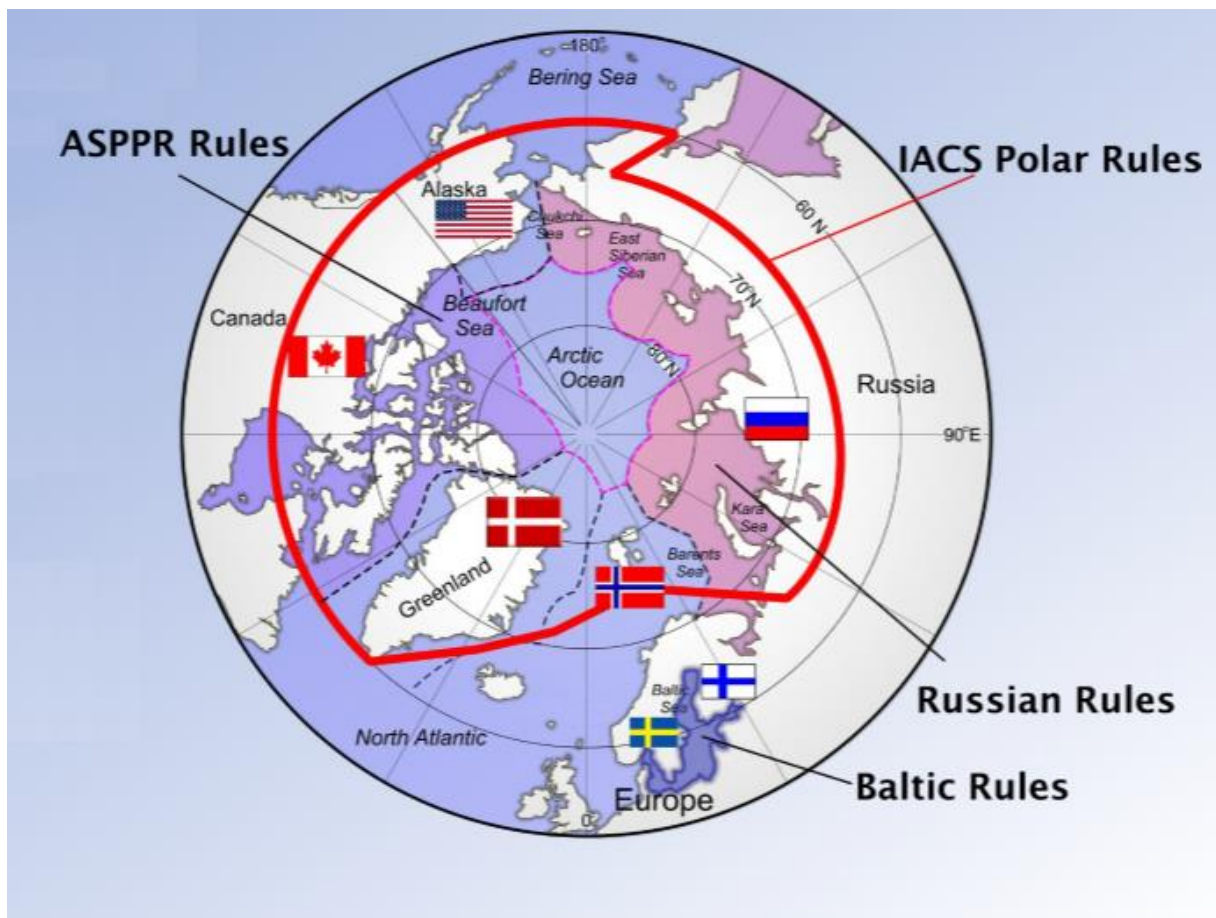 180°
Bering Sea
ASPPR Rules
IACS Polar Rules
Alaska
60 N
Chukchi
Sea
East
Siberian
Sea
70°N
Beaufort
Sea
Canada
80°N
Arctic
Ocean
Russia
90°E
Kara
Sea
Barents
Sea
Greenland
Russian Rules
Baltic
Sea
North Atlantic
Baltic Rules
Europe
0°